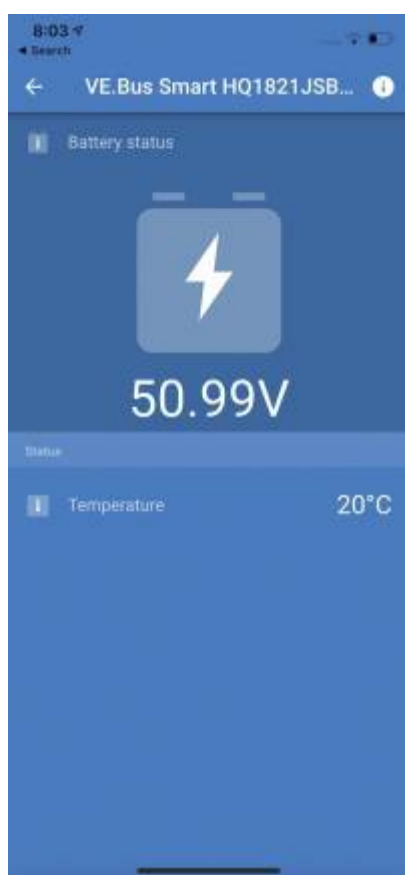 8:03
◀ Search
VE.Bus Smart HQ1821JSB...
Battery status
50.99V
Status
Temperature
20°C